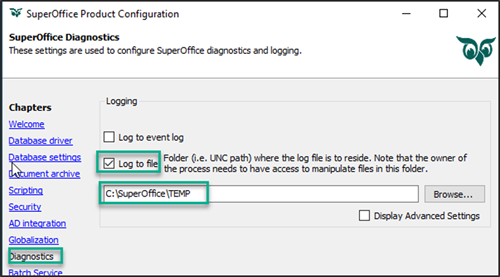 SuperOffice Product Configuration
SuperOffice Diagnostics
These settings are used to configure SuperOffice diagnostics and logging.
Chapters
Welcome
Database driver
Database settings
Document archive
Scripting
Security
AD integration
Globalization
Diagnostics
Batch Service
Logging
Log to event log
Log to file
Folder (i.e. UNC path) where the log file is to reside. Note that the owner of
the process needs to have access to manipulate files in this folder.
C:\SuperOffice\TEMP
Browse...
Display Advanced Settings